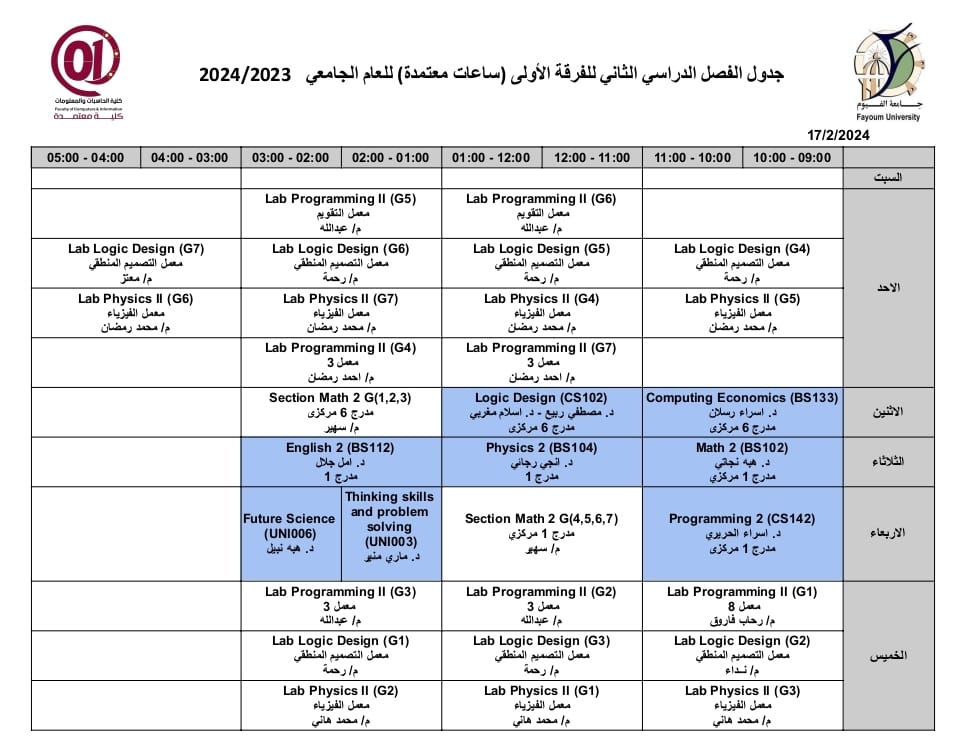 كلية الحاسبات والمعلومات
Faculty of Computers & Information
كليـــة معتمـــدة
جدول الفصل الدراسي الثاني للفرقة الأولى (ساعات معتمدة) للعام الجامعي 2024/2023
جـامعـة الفيـوم
Fayoum University
17/2/2024
10:00 - 09:00
11:00 - 10:00
12:00 - 11:00
01:00 - 12:00
02:00 - 01:00
03:00 - 02:00
04:00 - 03:00
05:00 - 04:00
السبت
الاحد
Lab Programming II (G6)
معمل التقويم
م/ عبدالله
Lab Programming II (G5)
معمل التقويم
م/ عبدالله
Lab Logic Design (G4)
معمل التصميم المنطقي
م/ رحمة
Lab Logic Design (G5)
معمل التصميم المنطقي
م/ رحمة
Lab Logic Design (G6)
معمل التصميم المنطقي
م/ رحمة
Lab Logic Design (G7)
معمل التصميم المنطقي
م/ معتز
Lab Physics II (G5)
معمل الفيزياء
م/ محمد رمضان
Lab Physics II (G4)
معمل الفيزياء
م/ محمد رمضان
Lab Physics II (G7)
معمل الفيزياء
م/ محمد رمضان
Lab Physics II (G6)
معمل الفيزياء
م/ محمد رمضان
Lab Programming II (G7)
معمل 3
م/ احمد رمضان
Lab Programming II (G4)
معمل 3
م/ احمد رمضان
الاثنين
Computing Economics (BS133)
د. اسراء رسلان
مدرج 6 مركزى
Logic Design (CS102)
د. مصطفي ربيع - د. اسلام مغربي
مدرج 6 مركزى
Section Math 2 G(1,2,3)
مدرج 6 مركزى
م/ سهير
الثلاثاء
Math 2 (BS102)
د. هبه نجاتي
مدرج 1 مركزي
Physics 2 (BS104)
د. انجي رجائي
مدرج 1
English 2 (BS112)
د. امل جلال
مدرج 1
الاربعاء
Programming 2 (CS142)
د. اسراء الحريري
مدرج 1 مركزى
Section Math 2 G(4,5,6,7)
مدرج 1 مركزي
م/ سهير
Thinking skills
and problem
solving
(UNI003)
د. ماري منير
Future Science
(UNI006)
د. هبه نبيل
الخميس
Lab Programming II (G1)
معمل 8
م/ رحاب فاروق
Lab Programming II (G2)
معمل 3
م/ عبدالله
Lab Programming II (G3)
معمل 3
م/ عبدالله
Lab Logic Design (G2)
معمل التصميم المنطقي
م/ نـداء
Lab Logic Design (G3)
معمل التصميم المنطقي
م/ رحمة
Lab Logic Design (G1)
معمل التصميم المنطقي
م/ رحمة
Lab Physics II (G3)
معمل الفيزياء
م/ محمد هاني
Lab Physics II (G1)
معمل الفيزياء
م/ محمد هاني
Lab Physics II (G2)
معمل الفيزياء
م/ محمد هاني